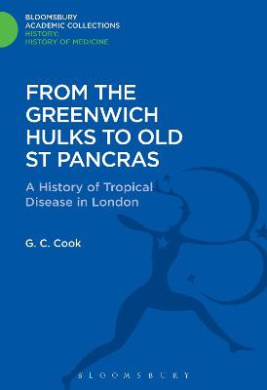 BLOOMSBURY
ACADEMIC COLLECTIONS
HISTORY:
HISTORY OF MEDICINE
FROM THE
GREENWICH
HULKS TO OLD
ST PANCRAS
A History of Tropical
Disease in London
G. C. Cook
BLOOMSBURY